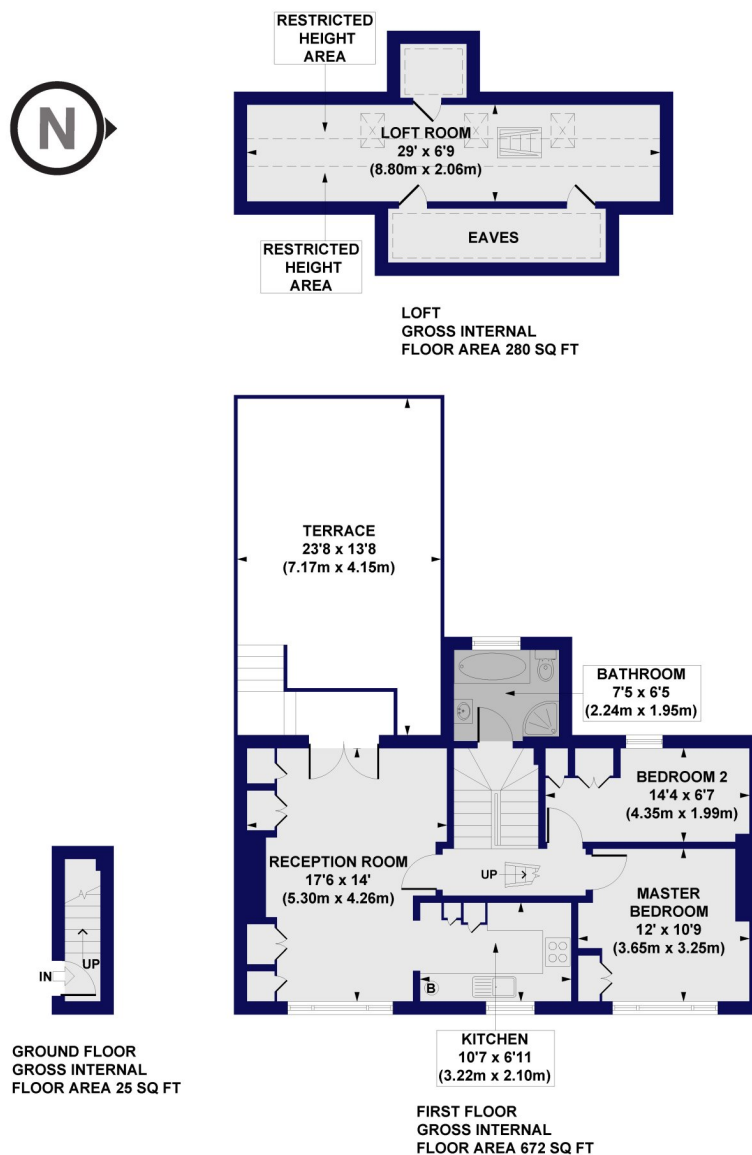 RESTRICTED
HEIGHT
AREA
N
LOFT ROOM
29' x 6'9
(8.80m x 2.06m)
EAVES
RESTRICTED
HEIGHT
AREA
LOFT
GROSS INTERNAL
FLOOR AREA 280 SQ FT
TERRACE
23'8 x 13'8
(7.17m x 4.15m)
BATHROOM
7'5 x 6'5
(2.24m x 1.95m)
BEDROOM 2
14'4 x 6'7
(4.35m x 1.99m)
RECEPTION ROOM
17'6 x 14'
(5.30m x 4.26m)
UP
MASTER
BEDROOM
12' x 10'9
(3.65m x 3.25m)
B
KITCHEN
10'7 x 6'11
(3.22m x 2.10m)
UP
IN
GROUND FLOOR
GROSS INTERNAL
FLOOR AREA 25 SQ FT
FIRST FLOOR
GROSS INTERNAL
FLOOR AREA 672 SQ FT